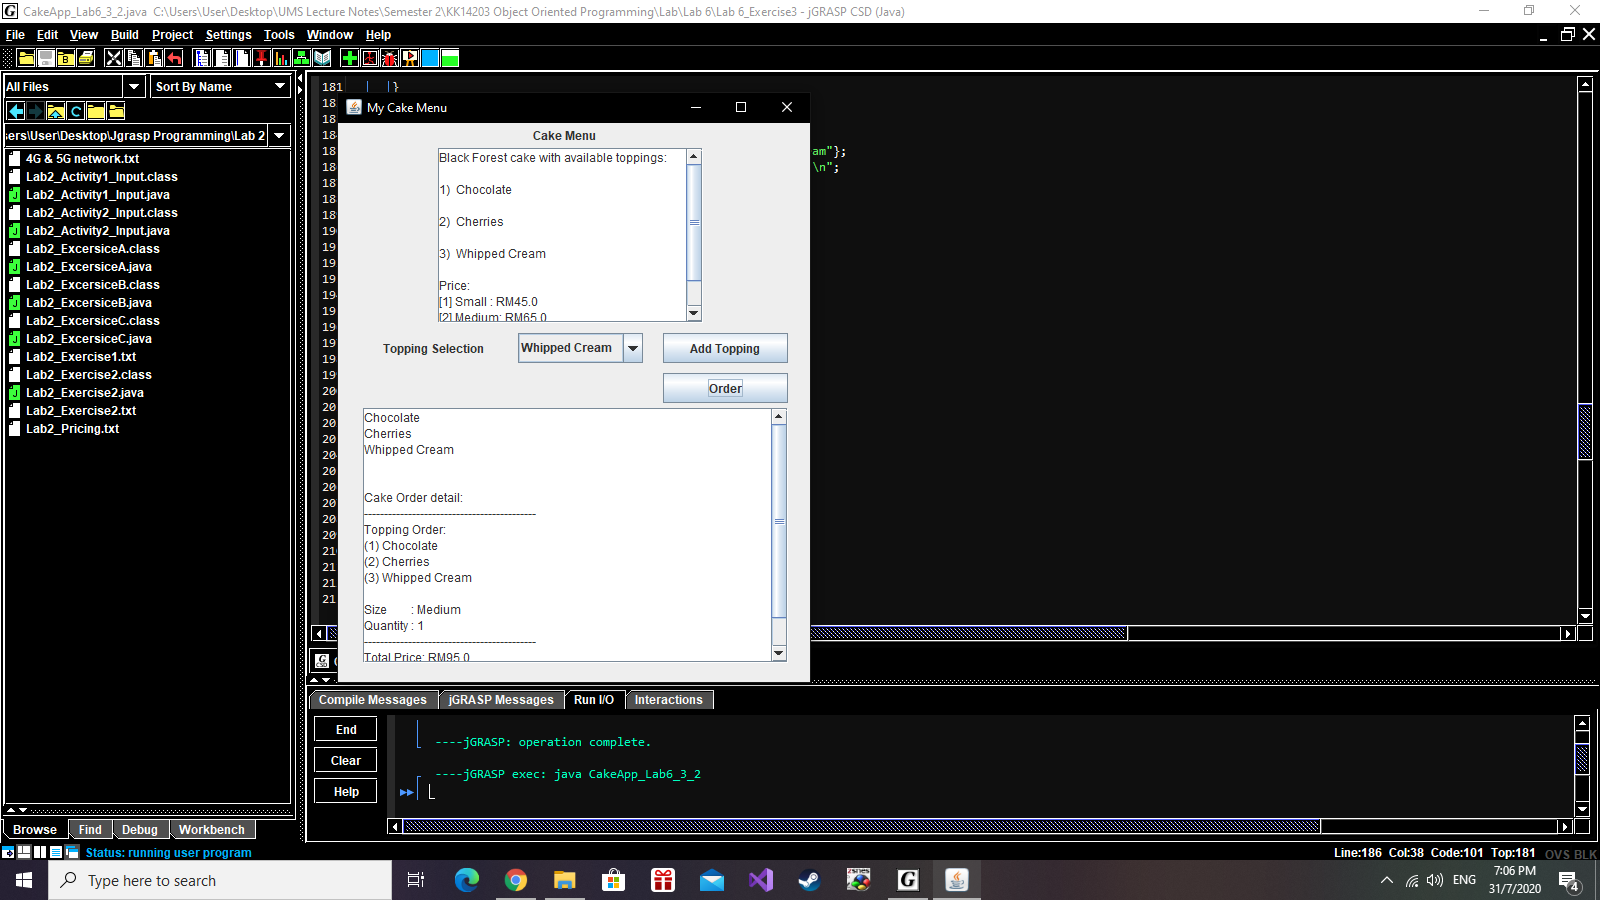 CakeApp_Lab6_3_2.java  C:\Users\User\Desktop\UMS Lecture Notes\Semester 2\KK14203 Object Oriented Programming\Lab\Lab 6\Lab 6_Exercise3 - jGRASP CSD (Java)
File Edit View Build Project Settings Tools Window Help
All Files
Sort By Name
ers\User\Desktop\Jgrasp Programming\Lab 2
4G & 5G network.txt
Lab2_Activity1_Input.class
Lab2_Activity1_Input.java
Lab2_Activity2_Input.class
Lab2_Activity2_Input.java
Lab2_ExcersiceA.class
Lab2_ExcersiceA.java
Lab2_ExcersiceB.class
Lab2_ExcersiceB.java
Lab2_ExcersiceC.class
Lab2_ExcersiceC.java
Lab2_Exercise1.txt
Lab2_Exercise2.class
Lab2_Exercise2.java
Lab2_Exercise2.txt
Lab2_Pricing.txt
Browse Find Debug Workbench
181 }
am"};
\n";
My Cake Menu
Cake Menu
Black Forest cake with available toppings:
1) Chocolate
2) Cherries
3) Whipped Cream
Price:
[1] Small : RM45.0
[2] Medium: RM65.0
Topping Selection
Whipped Cream
Add Topping
Order
Chocolate
Cherries
Whipped Cream
Cake Order detail:
-------------------------------------------
Topping Order:
(1) Chocolate
(2) Cherries
(3) Whipped Cream
Size : Medium
Quantity : 1
-------------------------------------------
Total Price: RM95.0
Compile Messages jGRASP Messages Run I/O Interactions
End
Clear
Help
----jGRASP: operation complete.
----jGRASP exec: java CakeApp_Lab6_3_2
Status: running user program
Line:186 Col:38 Code:101 Top:181 OVS BLK
Type here to search
ENG
7:06 PM
31/7/2020
4